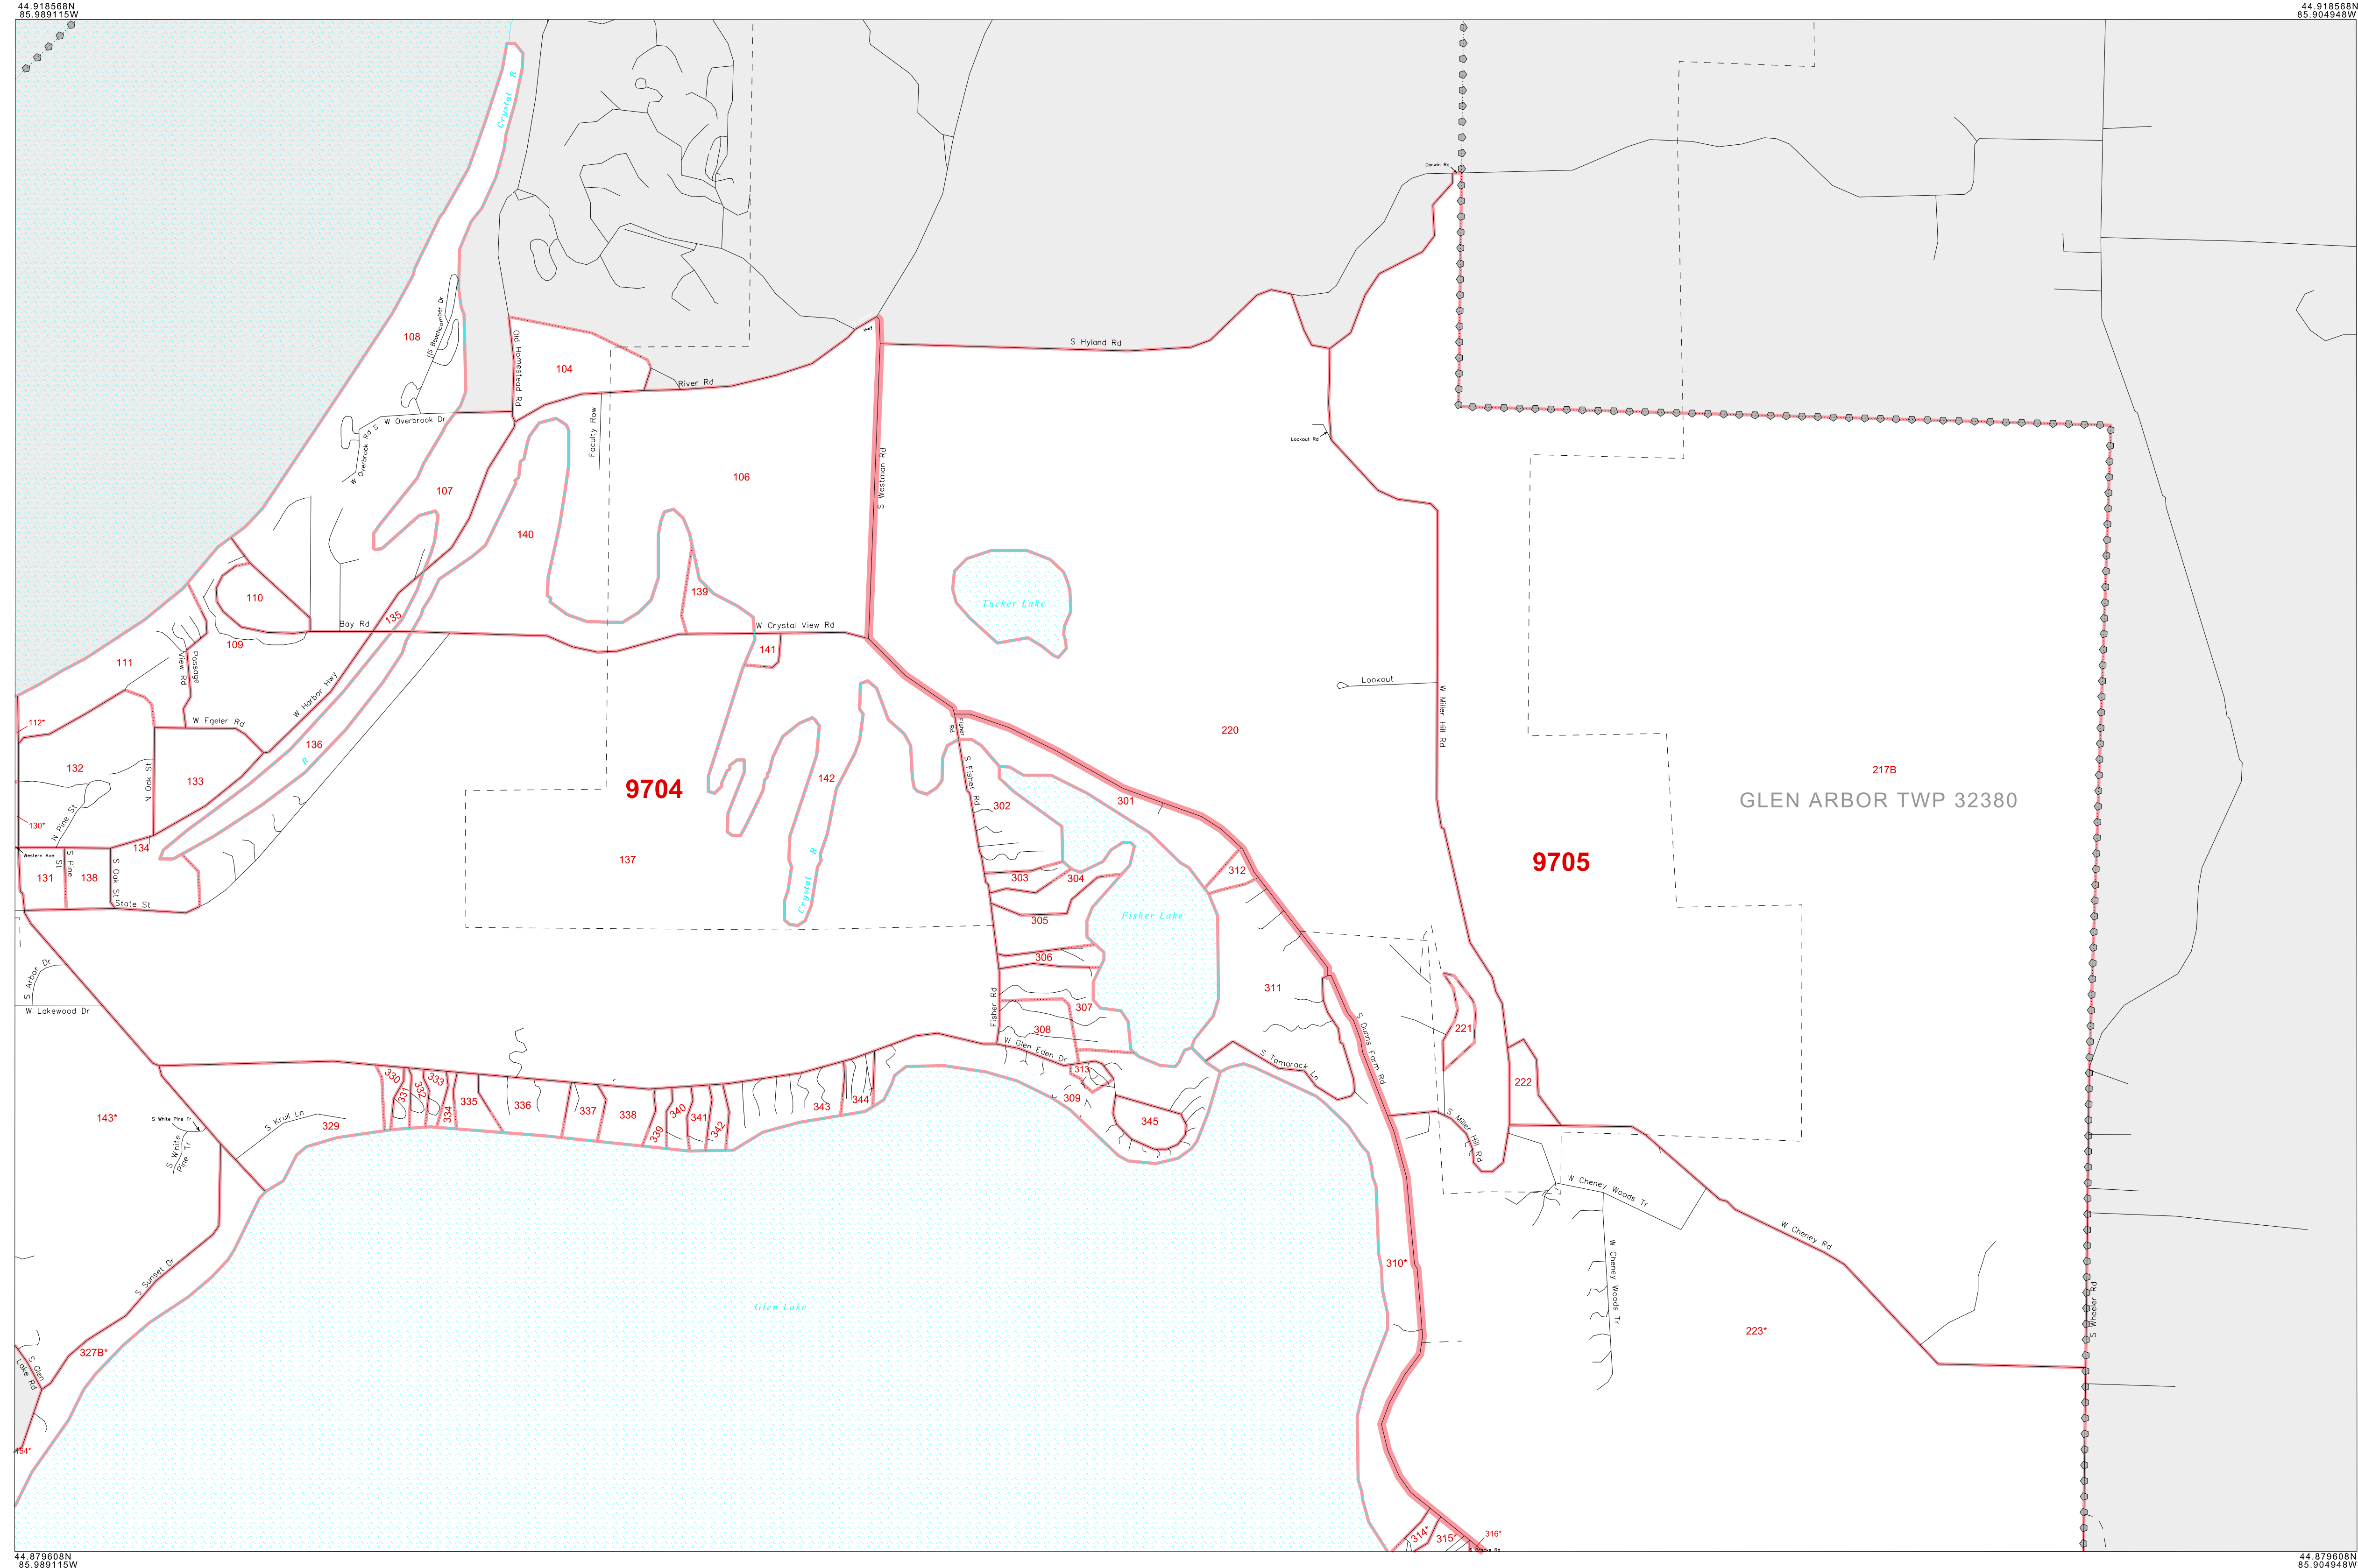 44.918568N
85.989115W
44.918568N
85.904948W
Crystal R
Darwin Rd
108
S Beachcomber Dr
Old Homestead Rd
104
River Rd
Hwy
S Hyland Rd
W Overbrook Dr
W Overbrook Rd S
Faculty Row
106
S Westman Rd
Lookout Rd
107
140
110
135
139
Tucker Lake
Bay Rd
W Crystal View Rd
109
141
111
Passage
View Rd
W Harbor Hwy
Lookout
W Miller Hill Rd
112*
W Egeler Rd
Fisher
Rd
220
136
R
132
133
N Oak St
9704
142
S Fisher Rd
217B
302
301
GLEN ARBOR TWP 32380
N Pine St
130*
134
Western Ave
S Pine
St
S Oak St
137
Crystal R
9705
131
138
303
304
312
State St
305
Fisher Lake
306
S Arbor Dr
311
W Lakewood Dr
Fisher Rd
307
308
221
S Dunns Farm Rd
W Glen Eden Dr
S Tamarack Ln
313
330
331
332
333
334
335
336
337
338
339
340
341
342
343
344
309
222
345
143*
S White Pine Tr
S Krull Ln
329
S White
Pine Tr
S Miller Hill Rd
W Cheney Woods Tr
W Cheney Rd
W Cheney Woods Tr
S Sunset Dr
310*
Glen Lake
S Wheeler Rd
223*
327B*
S Glen
Lake Rd
154*
314*
315*
316*
44.879608N
85.989115W
44.879608N
85.904948W